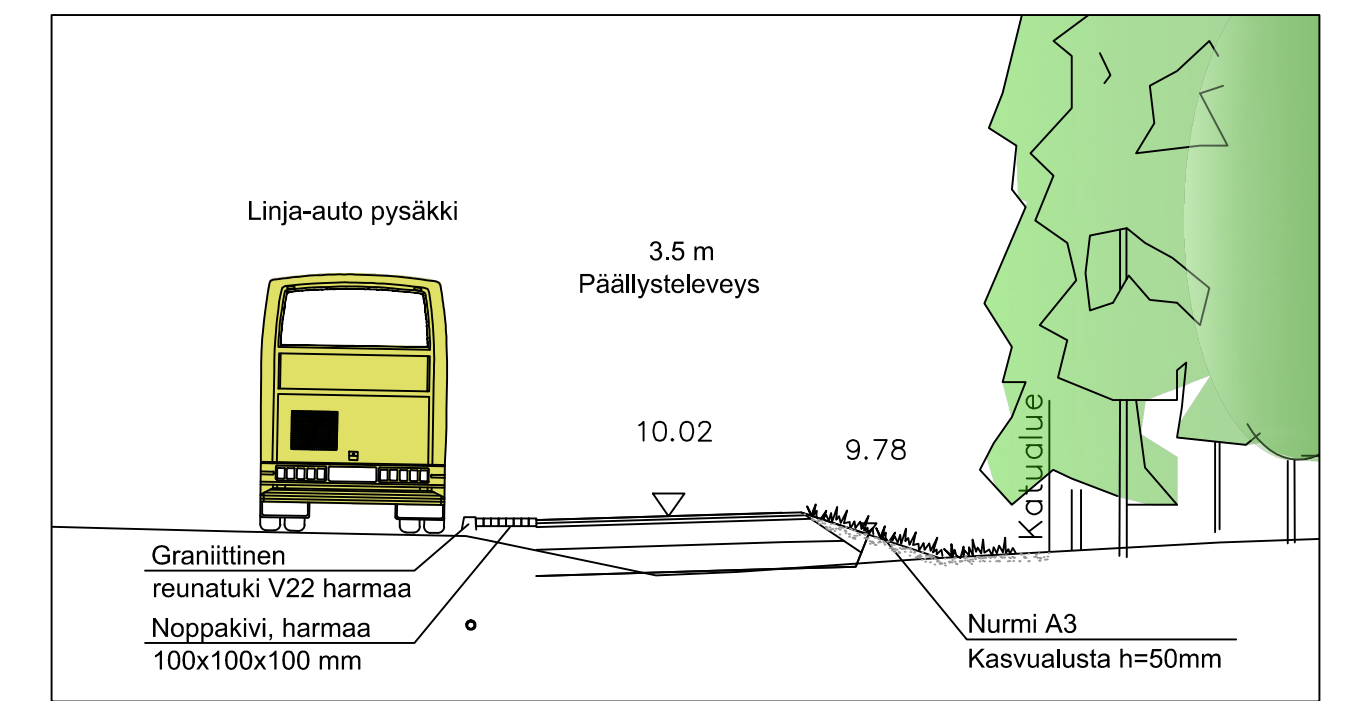 Linja-auto pysäkki
3.5 m
Päällysteleveys
10.02
9.78
Katualue
Graniittinen
reunatuki V22 harmaa
Noppakivi, harmaa
100x100x100 mm
Nurmi A3
Kasvualusta h=50mm